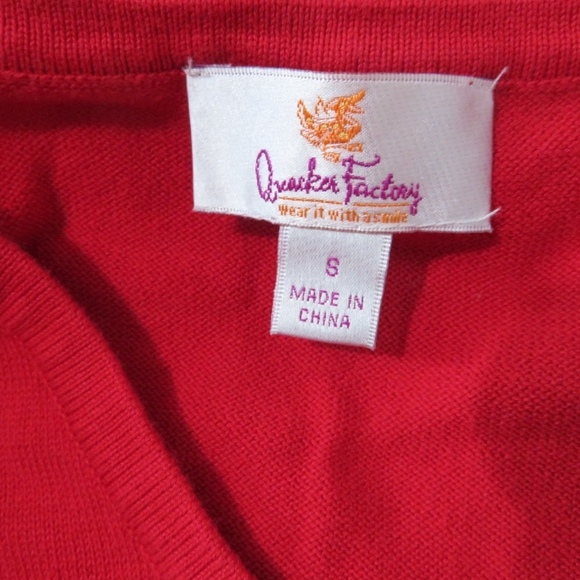 Quacker Factory
Wear it with a smile
S
MADE IN
CHINA